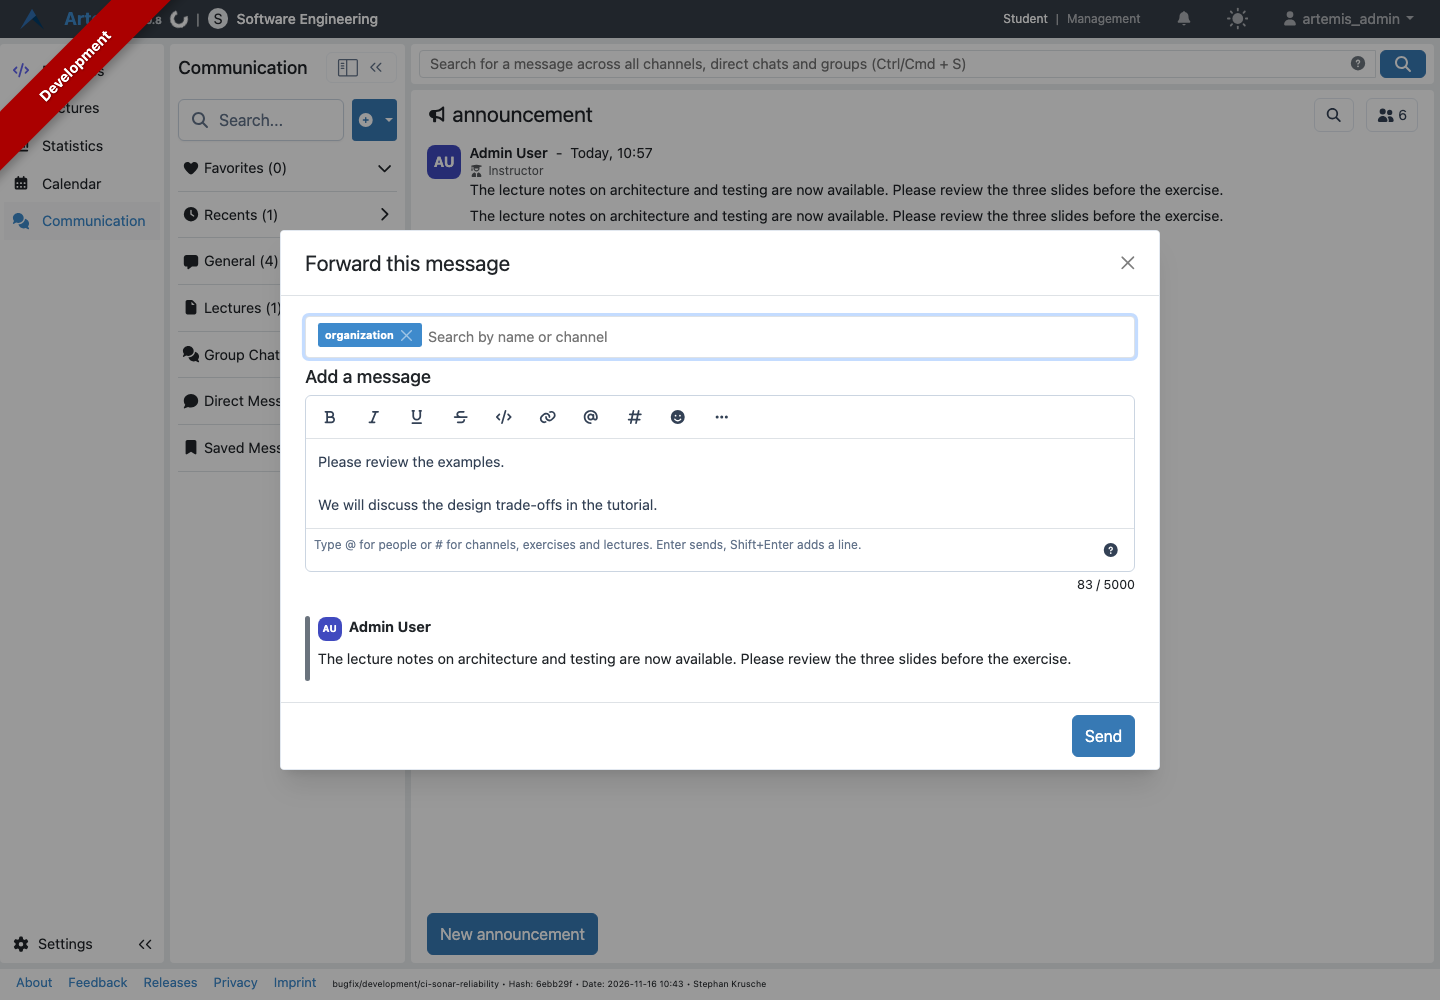 Development
.8 | S Software Engineering
Student | Management
artemis_admin
Statistics
Calendar
Communication
Settings
Communication
Search...
Favorites (0)
Recents (1)
General (4)
Lectures (1)
Group Chat
Direct Mess
Saved Mess
Search for a message across all channels, direct chats and groups (Ctrl/Cmd + S)
announcement
6
AU Admin User - Today, 10:57
Instructor
The lecture notes on architecture and testing are now available. Please review the three slides before the exercise.
The lecture notes on architecture and testing are now available. Please review the three slides before the exercise.
Forward this message
organization Search by name or channel
Add a message
Please review the examples.
We will discuss the design trade-offs in the tutorial.
Type @ for people or # for channels, exercises and lectures. Enter sends, Shift+Enter adds a line.
83 / 5000
AU Admin User
The lecture notes on architecture and testing are now available. Please review the three slides before the exercise.
Send
New announcement
About Feedback Releases Privacy Imprint bugfix/development/ci-sonar-reliability • Hash: 6ebb29f • Date: 2026-11-16 10:43 • Stephan Krusche